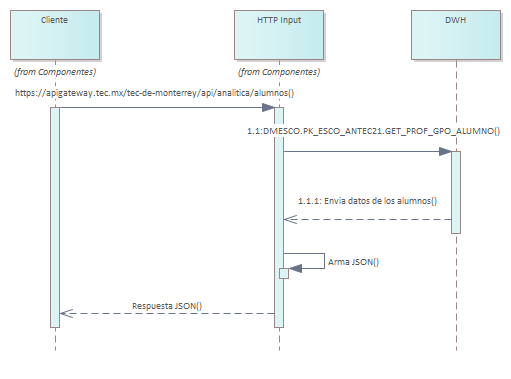 Cliente
HTTP Input
DWH
(from Componentes)
(from Componentes)
https://apigateway.tec.mx/tec-de-monterrey/api/analitica/alumnos()
1.1:DMESCO.PK_ESCO_ANTEC21.GET_PROF_GPO_ALUMNO()
1.1.1: Envia datos de los alumnos()
Arma JSON()
Respuesta JSON()